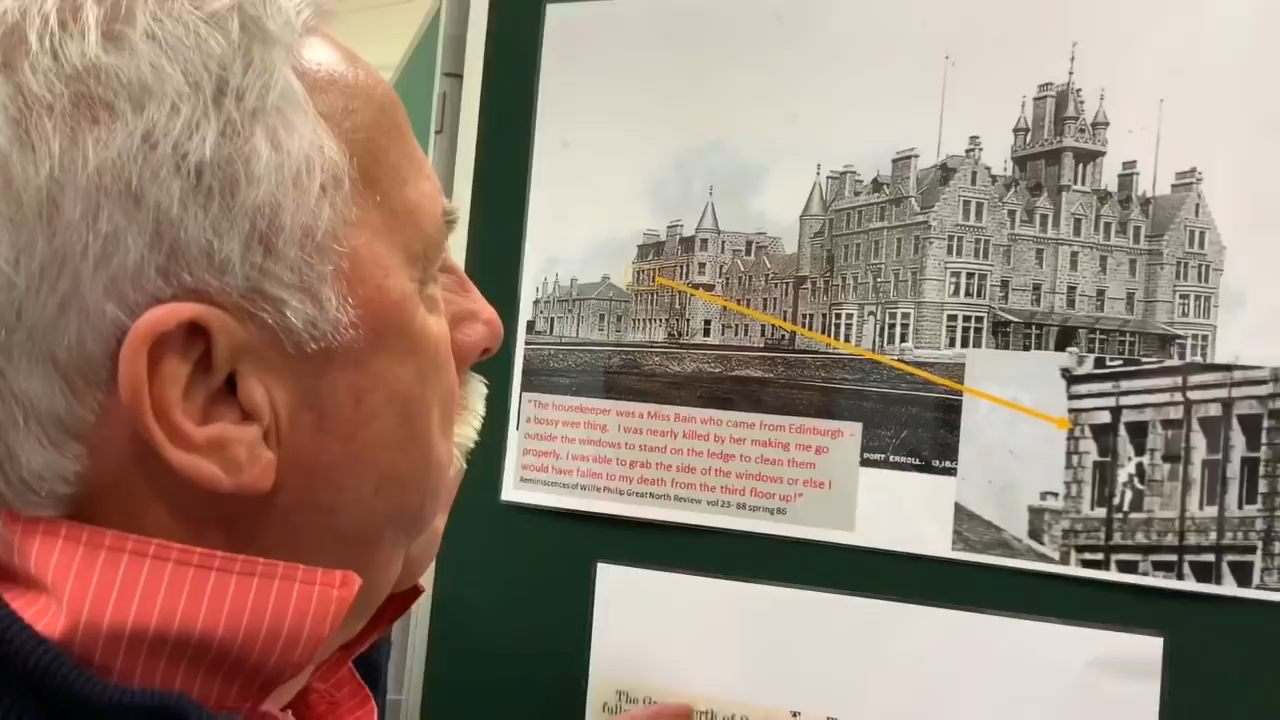 "The housekeeper was a Miss Bain who came from Edinburgh -
a bossy wee thing. I was nearly killed by her making me go
outside the windows to stand on the ledge to clean them
properly. I was able to grab the side of the windows or else I
would have fallen to my death from the third floor up!"
Reminiscences of Willie Philip Great North Review vol 23- 88 spring 86
PORT ERROLL.
The